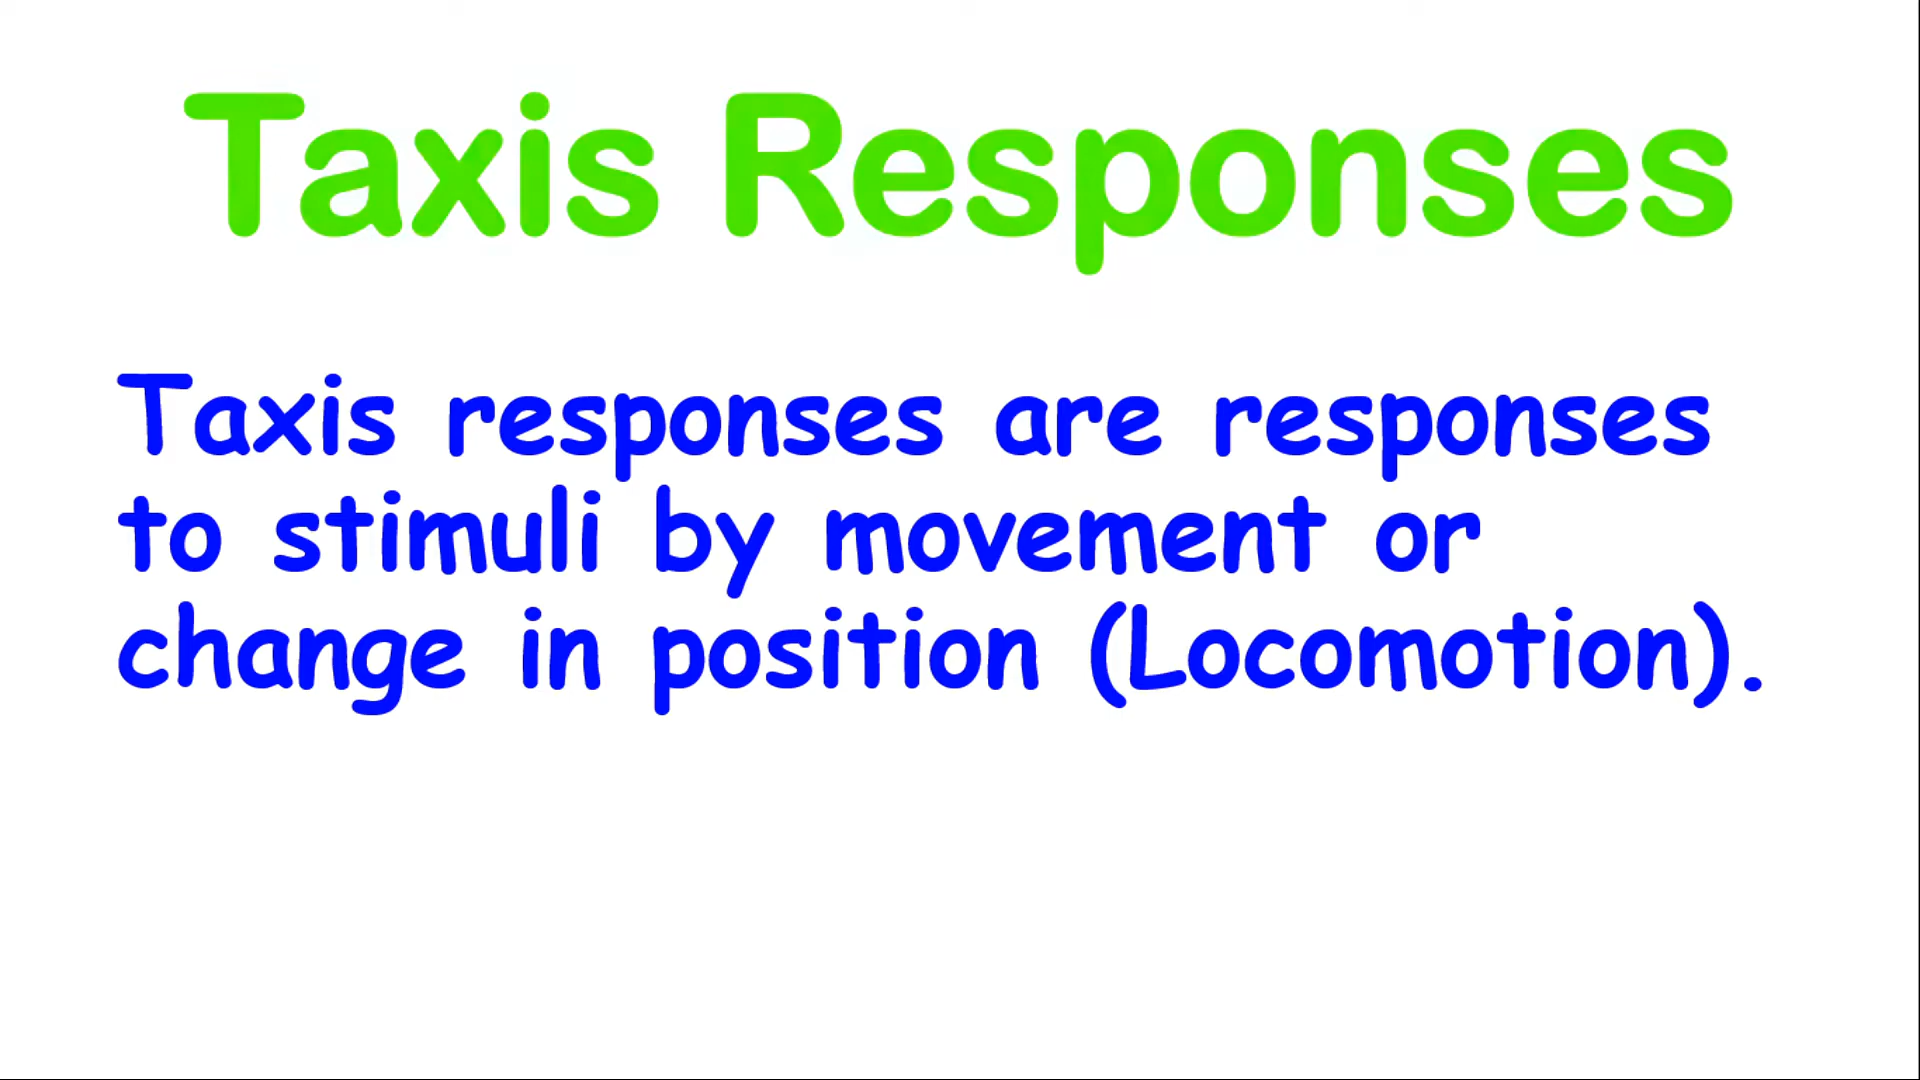 Taxis Responses
Taxis responses are responses
to stimuli by movement or
change in position (Locomotion).